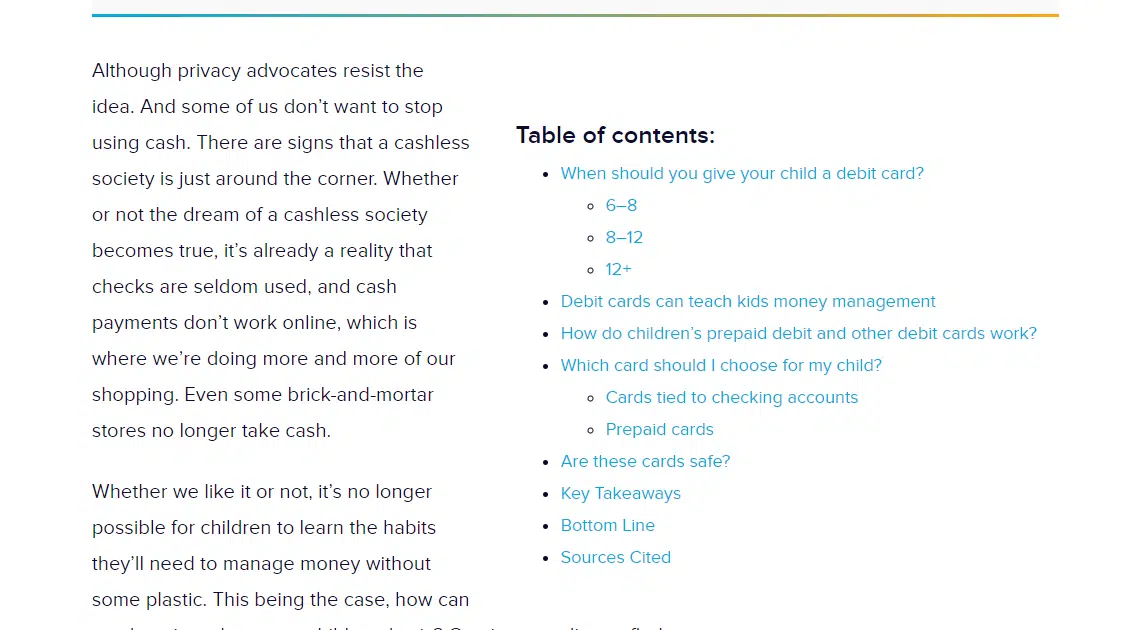 Although privacy advocates resist the
idea. And some of us don’t want to stop
using cash. There are signs that a cashless
society is just around the corner. Whether
or not the dream of a cashless society
becomes true, it’s already a reality that
checks are seldom used, and cash
payments don’t work online, which is
where we’re doing more and more of our
shopping. Even some brick-and-mortar
stores no longer take cash.
Whether we like it or not, it’s no longer
possible for children to learn the habits
they’ll need to manage money without
some plastic. This being the case, how can
Table of contents:
When should you give your child a debit card?
6–8
8–12
12+
Debit cards can teach kids money management
How do children’s prepaid debit and other debit cards work?
Which card should I choose for my child?
Cards tied to checking accounts
Prepaid cards
Are these cards safe?
Key Takeaways
Bottom Line
Sources Cited